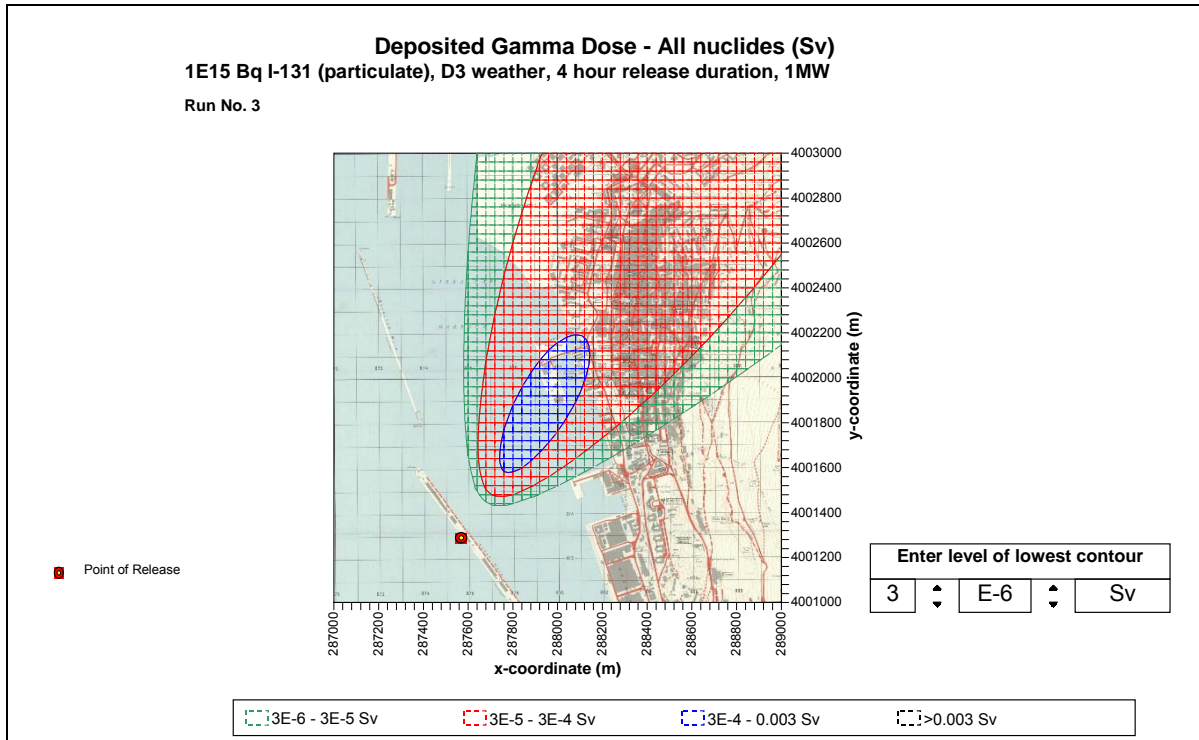 Deposited Gamma Dose - All nuclides (Sv)
1E15 Bq I-131 (particulate), D3 weather, 4 hour release duration, 1MW
Run No. 3
4003000
4002800
4002600
4002400
4002200
4002000
4001800
4001600
4001400
4001200
4001000
y-coordinate (m)
287000
287200
287400
287600
287800
288000
288200
288400
288600
288800
289000
x-coordinate (m)
Point of Release
Enter level of lowest contour
3 E-6 Sv
3E-6 - 3E-5 Sv 3E-5 - 3E-4 Sv 3E-4 - 0.003 Sv >0.003 Sv